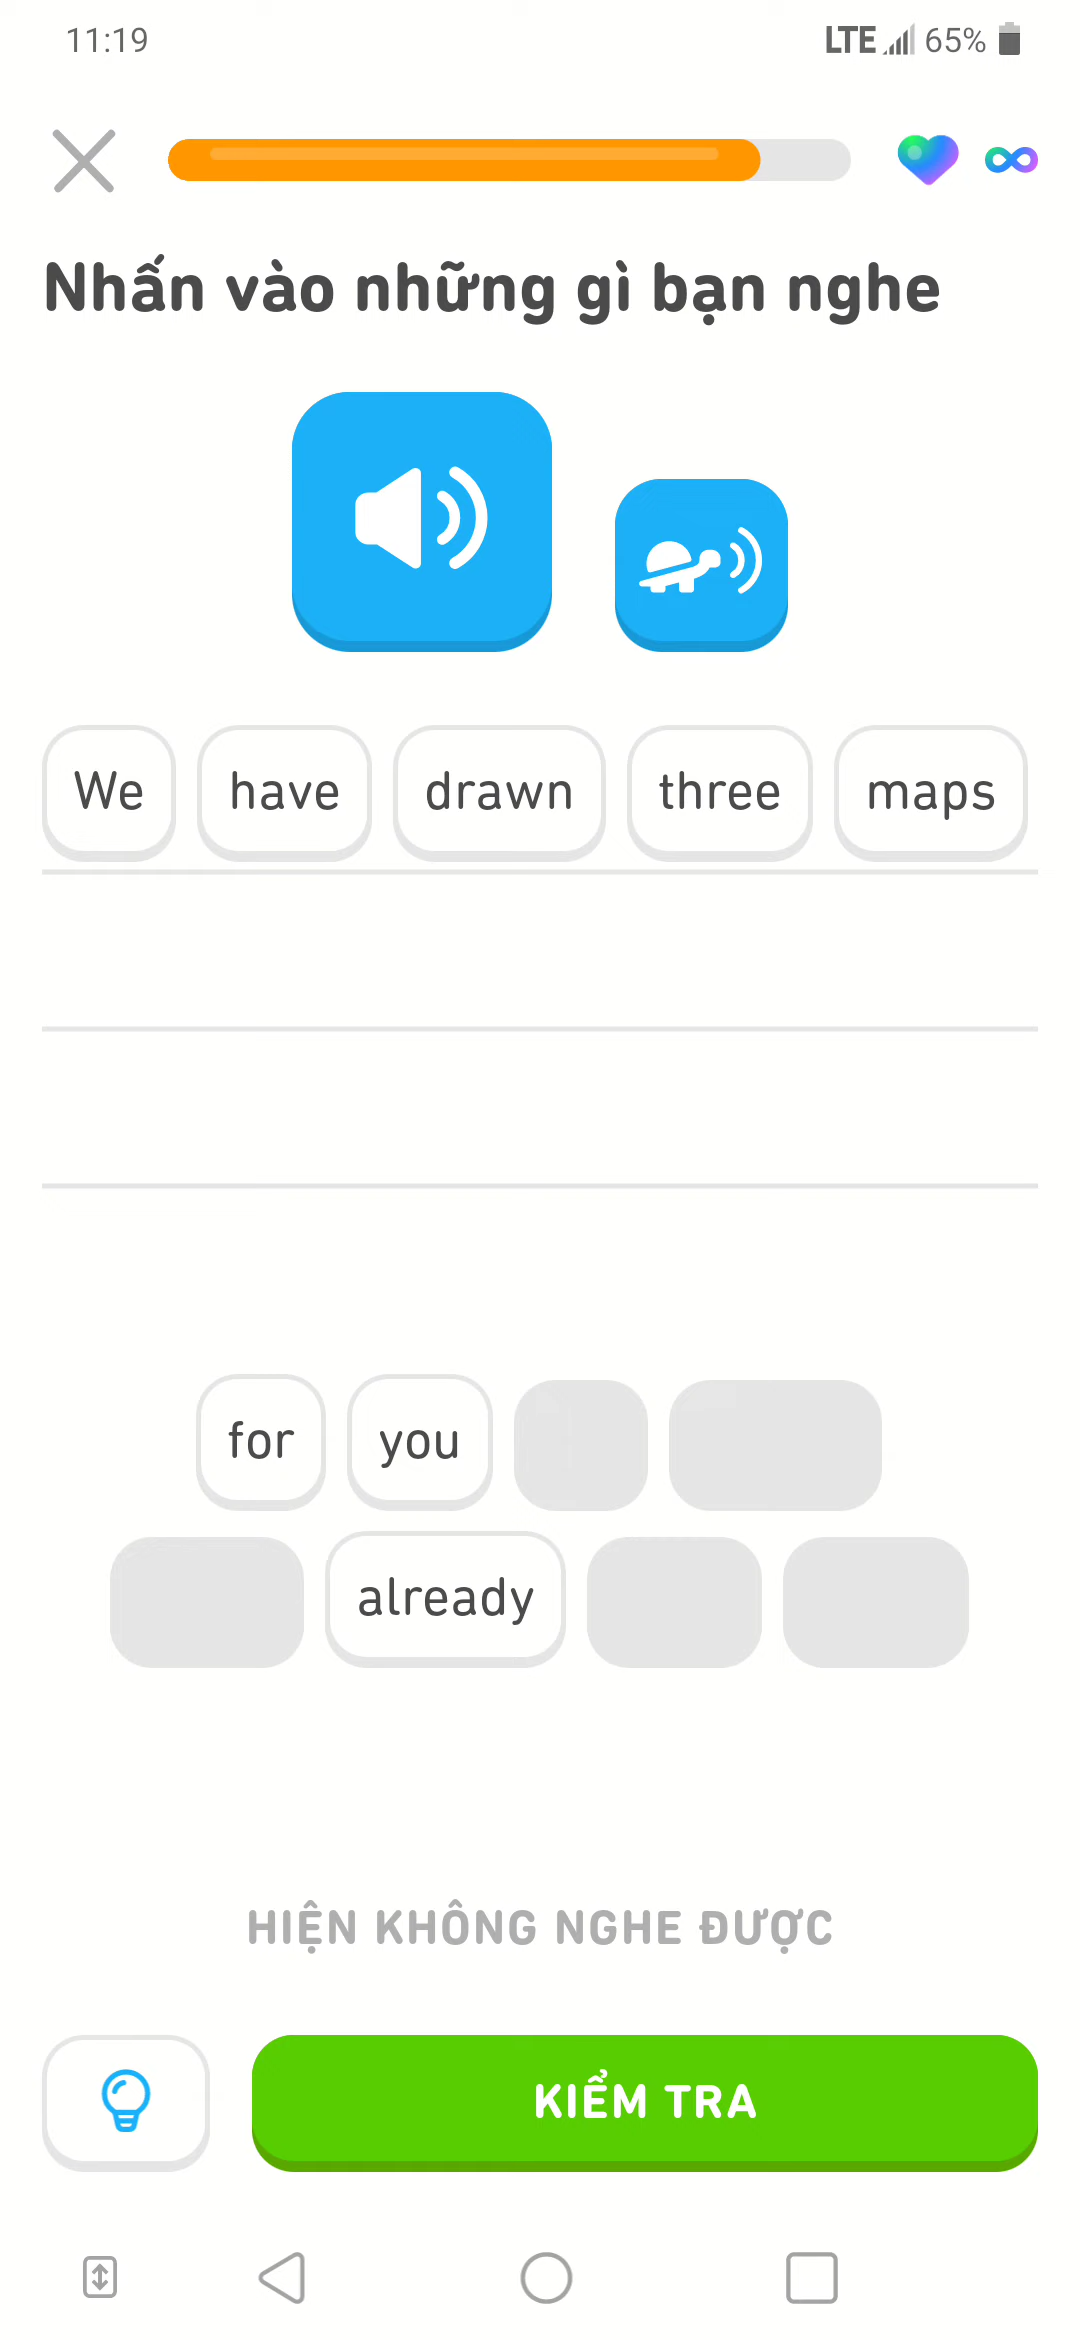 11:19 LTE 65%
Nhấn vào những gì bạn nghe
We have drawn three maps
for you
already
HIỆN KHÔNG NGHE ĐƯỢC
KIỂM TRA